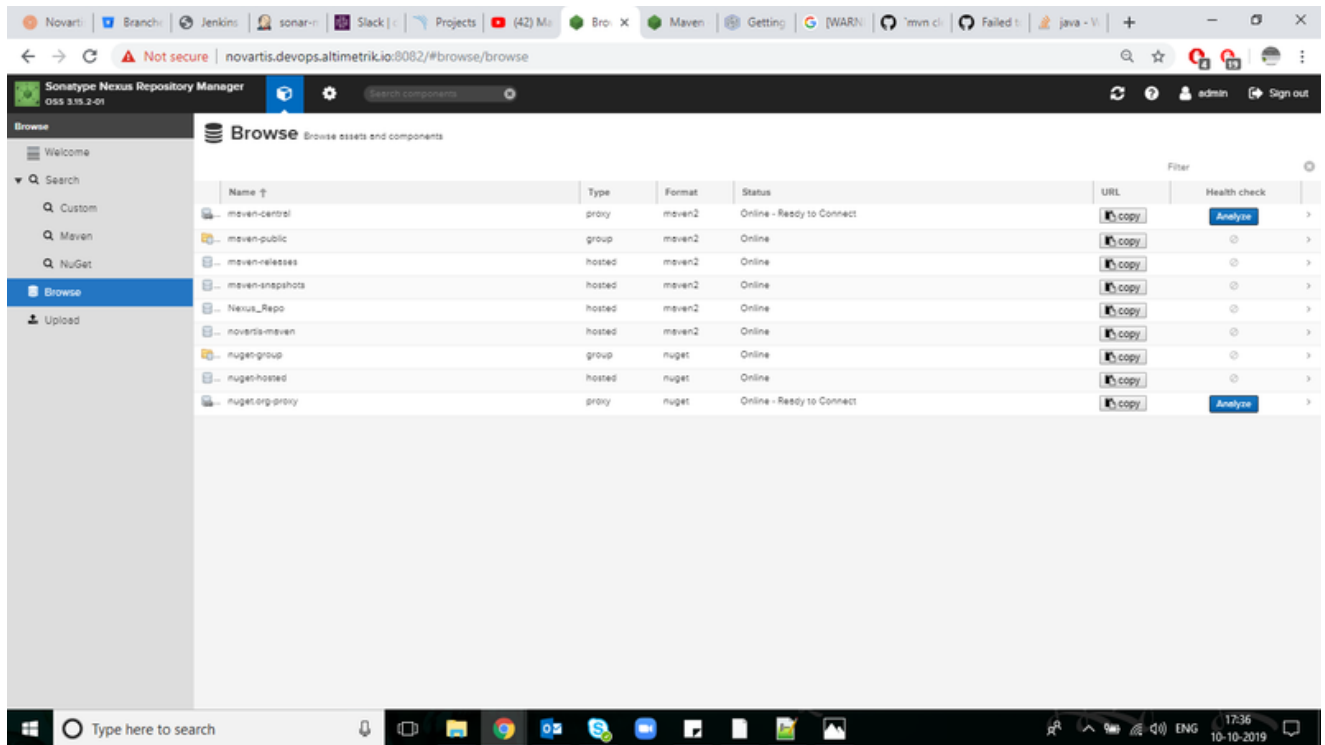 Novarti Branche Jenkins sonar-n Slack | c Projects (42) Ma Bro Maven Getting [WARN `mvn cl Failed t java - W
Not secure | novartis.devops.altimetrik.io:8082/#browse/browse
4 15
Sonatype Nexus Repository Manager
OSS 3.15.2-01
Search components
admin Sign out
Browse
Welcome
Search
Custom
Maven
NuGet
Browse
Upload
Browse Browse assets and components
Filter
Name Type Format Status URL Health check
maven-central proxy maven2 Online - Ready to Connect copy Analyze
maven-public group maven2 Online copy
maven-releases hosted maven2 Online copy
maven-snapshots hosted maven2 Online copy
Nexus_Repo hosted maven2 Online copy
novartis-maven hosted maven2 Online copy
nuget-group group nuget Online copy
nuget-hosted hosted nuget Online copy
nuget.org-proxy proxy nuget Online - Ready to Connect copy Analyze
Type here to search
ENG
17:36
10-10-2019